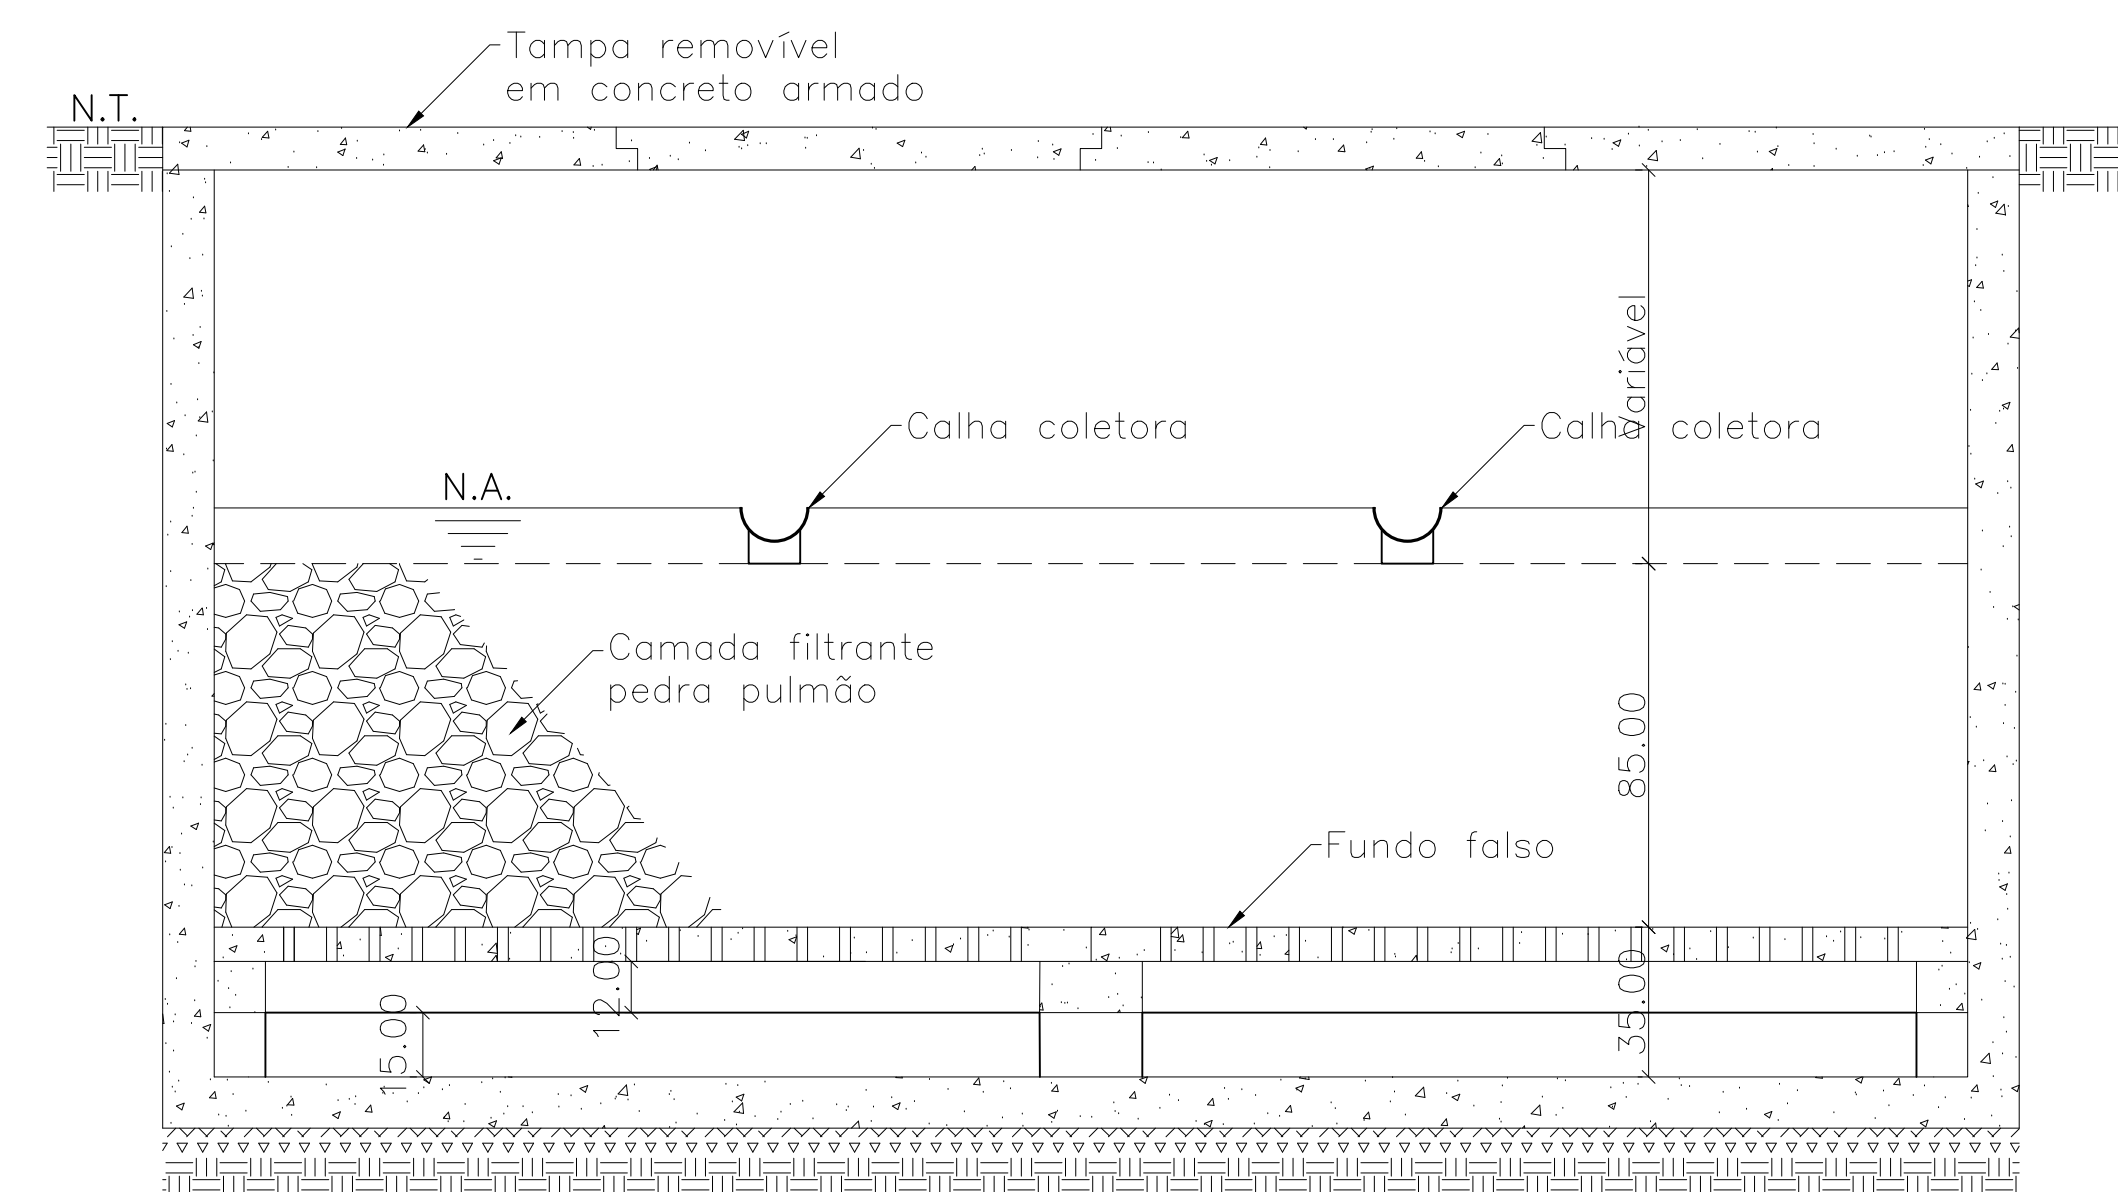 Tampa removível
em concreto armado
N.T.
Variável
Calha coletora
Calha coletora
N.A.
Camada filtrante
pedra pulmão
85.00
Fundo falso
12.00
35.00
15.00